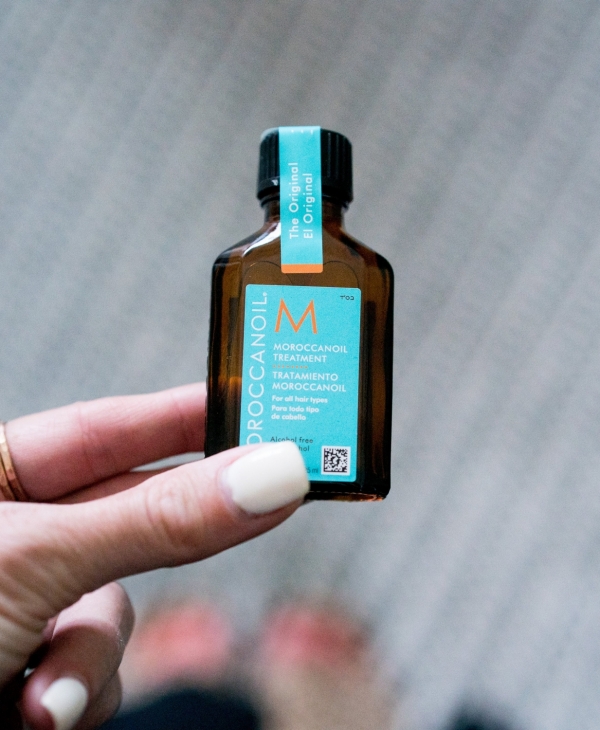 The Original
El Original
MOROCCANOIL
TREATMENT
TRATAMIENTO
MOROCCANOIL
For all hair types
Para todo tipo
de cabello
Alcohol free